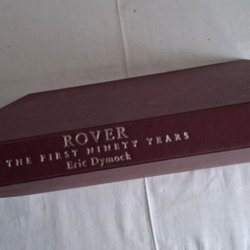 ROVER
THE FIRST NINETY YEARS
Eric Dymock